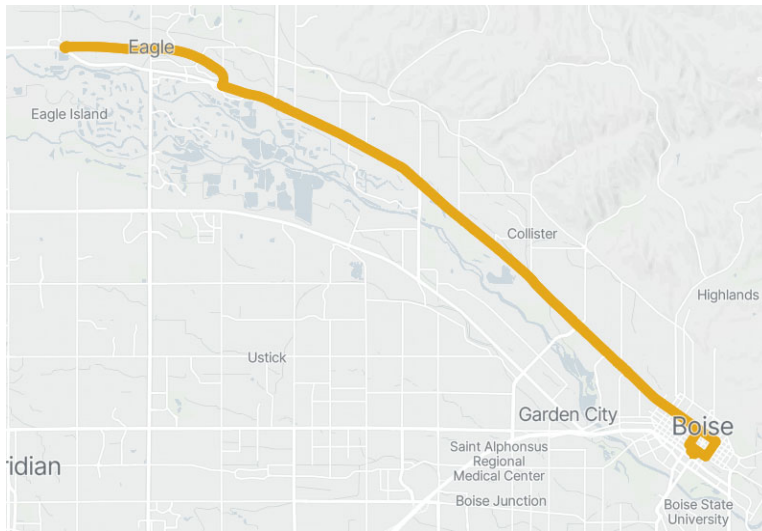 Eagle
Eagle Island
Collister
Highlands
Ustick
Garden City
Boise
Saint Alphonsus
Regional
Medical Center
ridian
Boise Junction
Boise State
University